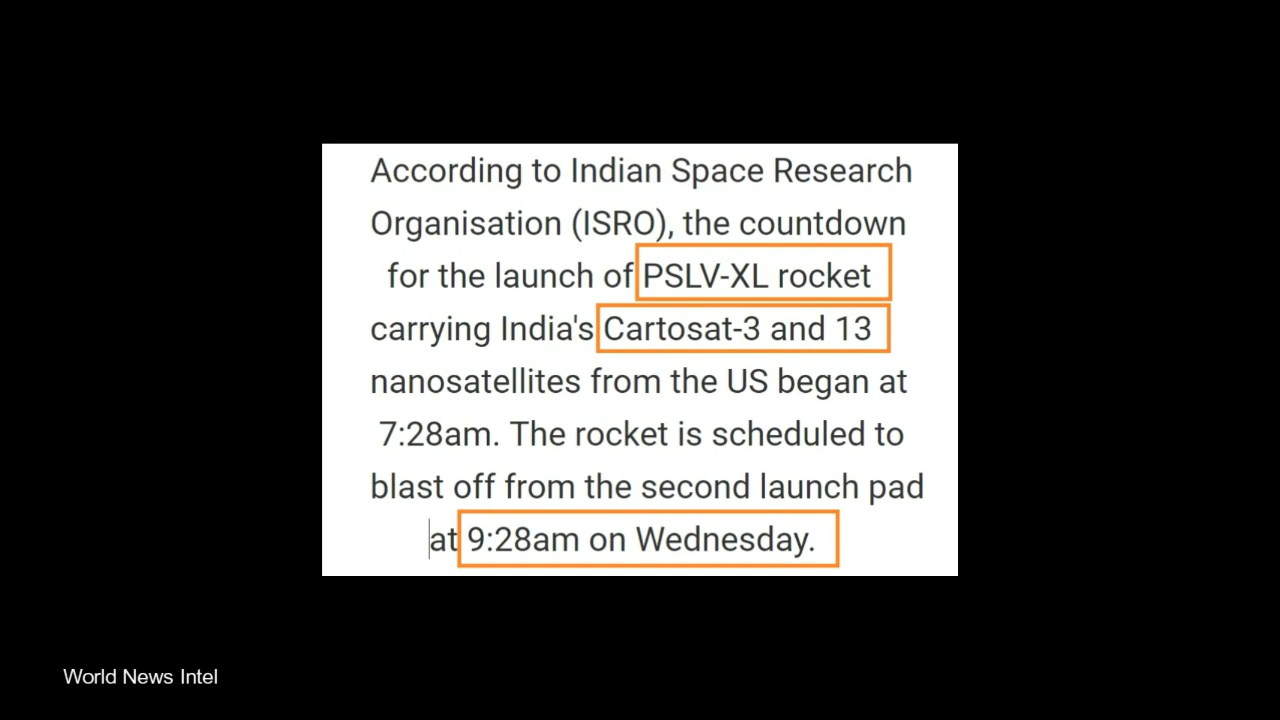 According to Indian Space Research
Organisation (ISRO), the countdown
for the launch of PSLV-XL rocket
carrying India's Cartosat-3 and 13
nanosatellites from the US began at
7:28am. The rocket is scheduled to
blast off from the second launch pad
at 9:28am on Wednesday.
World News Intel